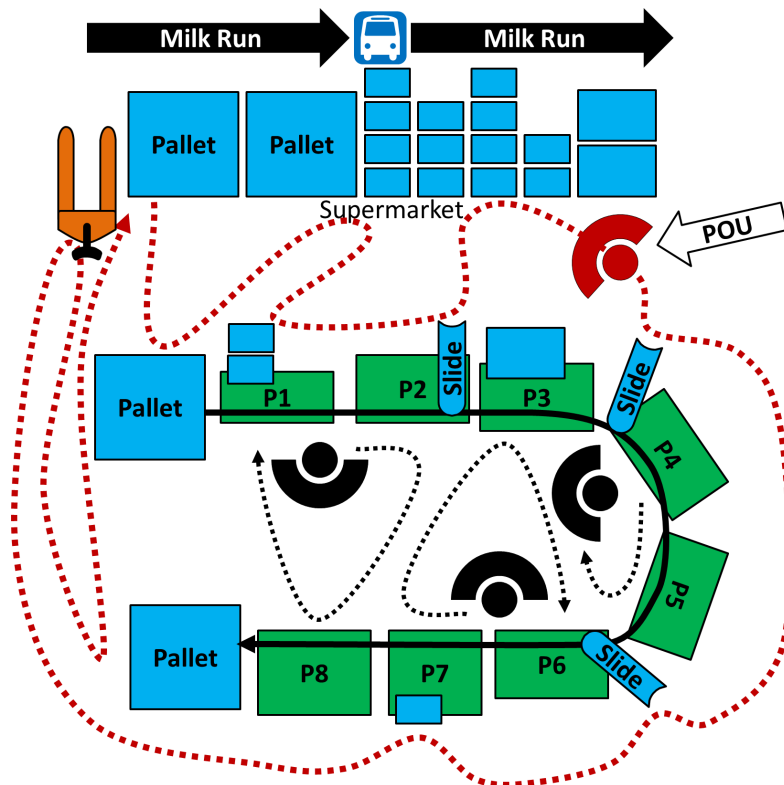 Milk Run
Milk Run
Pallet
Pallet
Supermarket
POU
Pallet
P1
P2
Slide
P3
Slide
P4
P5
Pallet
P8
P7
P6
Slide